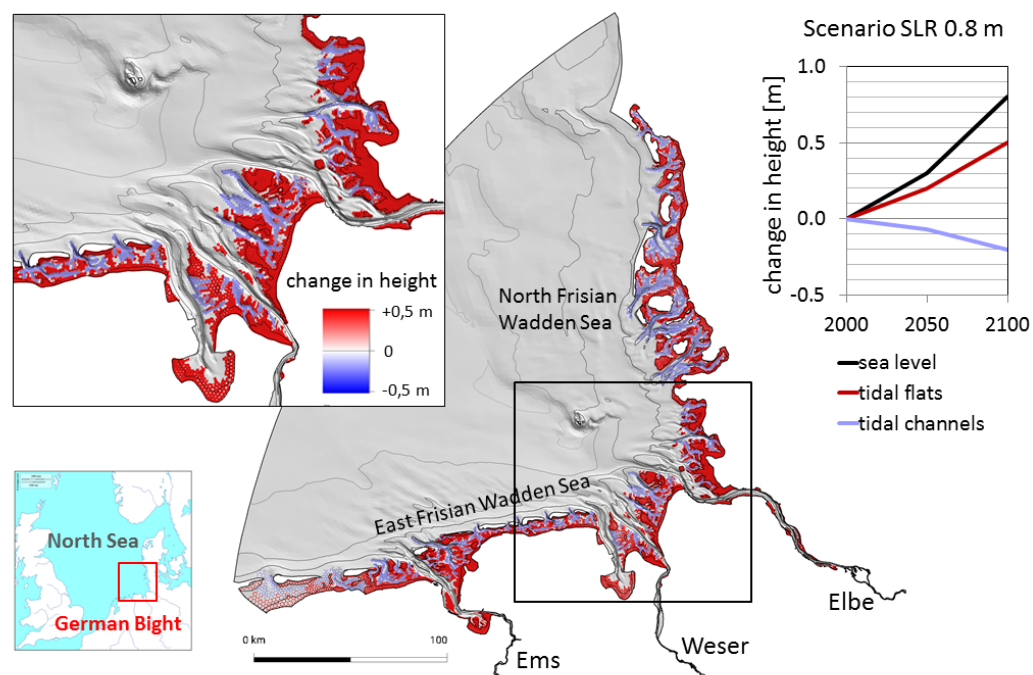 Scenario SLR 0.8 m
change in height [m]
1.0
0.5
0.0
-0.5
2000 2050 2100
sea level
tidal flats
tidal channels
change in height
+0,5 m
0
-0,5 m
North Frisian
Wadden Sea
East Frisian Wadden Sea
North Sea
German Bight
0 km 100
Ems
Weser
Elbe